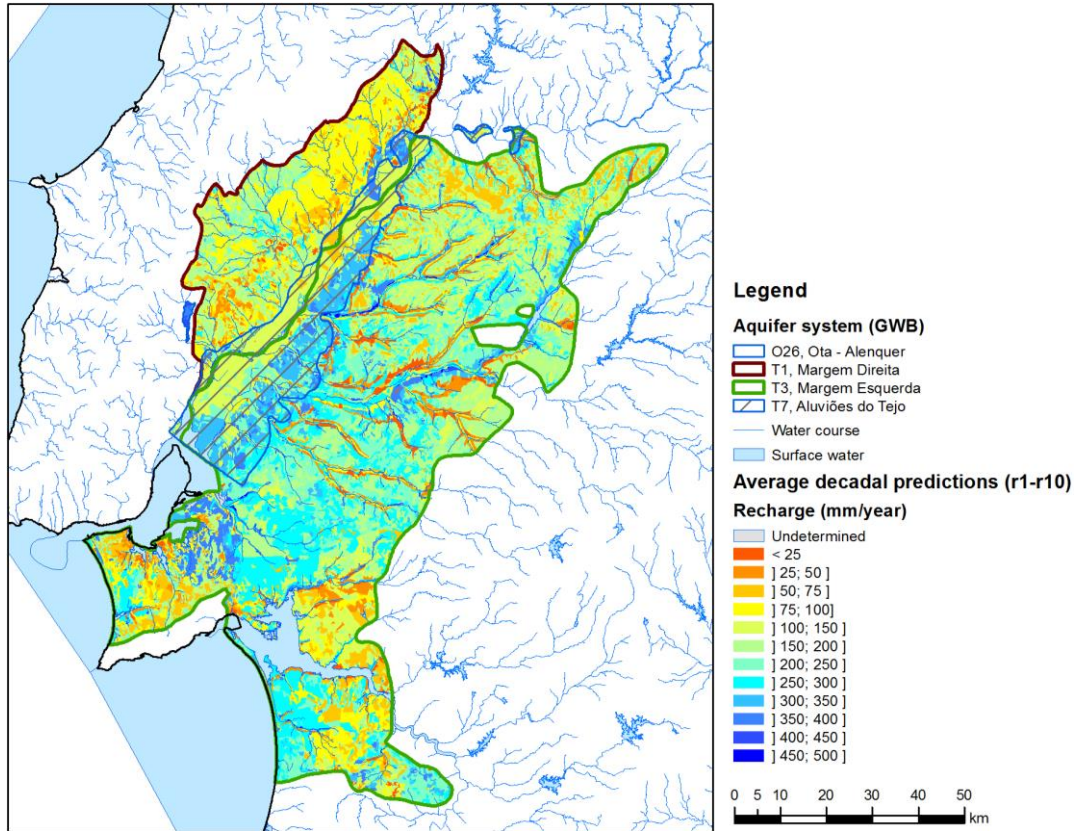 Legend
Aquifer system (GWB)
O26, Ota - Alenquer
T1, Margem Direita
T3, Margem Esquerda
T7, Aluviões do Tejo
Water course
Surface water
Average decadal predictions (r1-r10)
Recharge (mm/year)
Undetermined
< 25
] 25; 50 ]
] 50; 75 ]
] 75; 100]
] 100; 150 ]
] 150; 200 ]
] 200; 250 ]
] 250; 300 ]
] 300; 350 ]
] 350; 400 ]
] 400; 450 ]
] 450; 500 ]
0 5 10 20 30 40 50
km